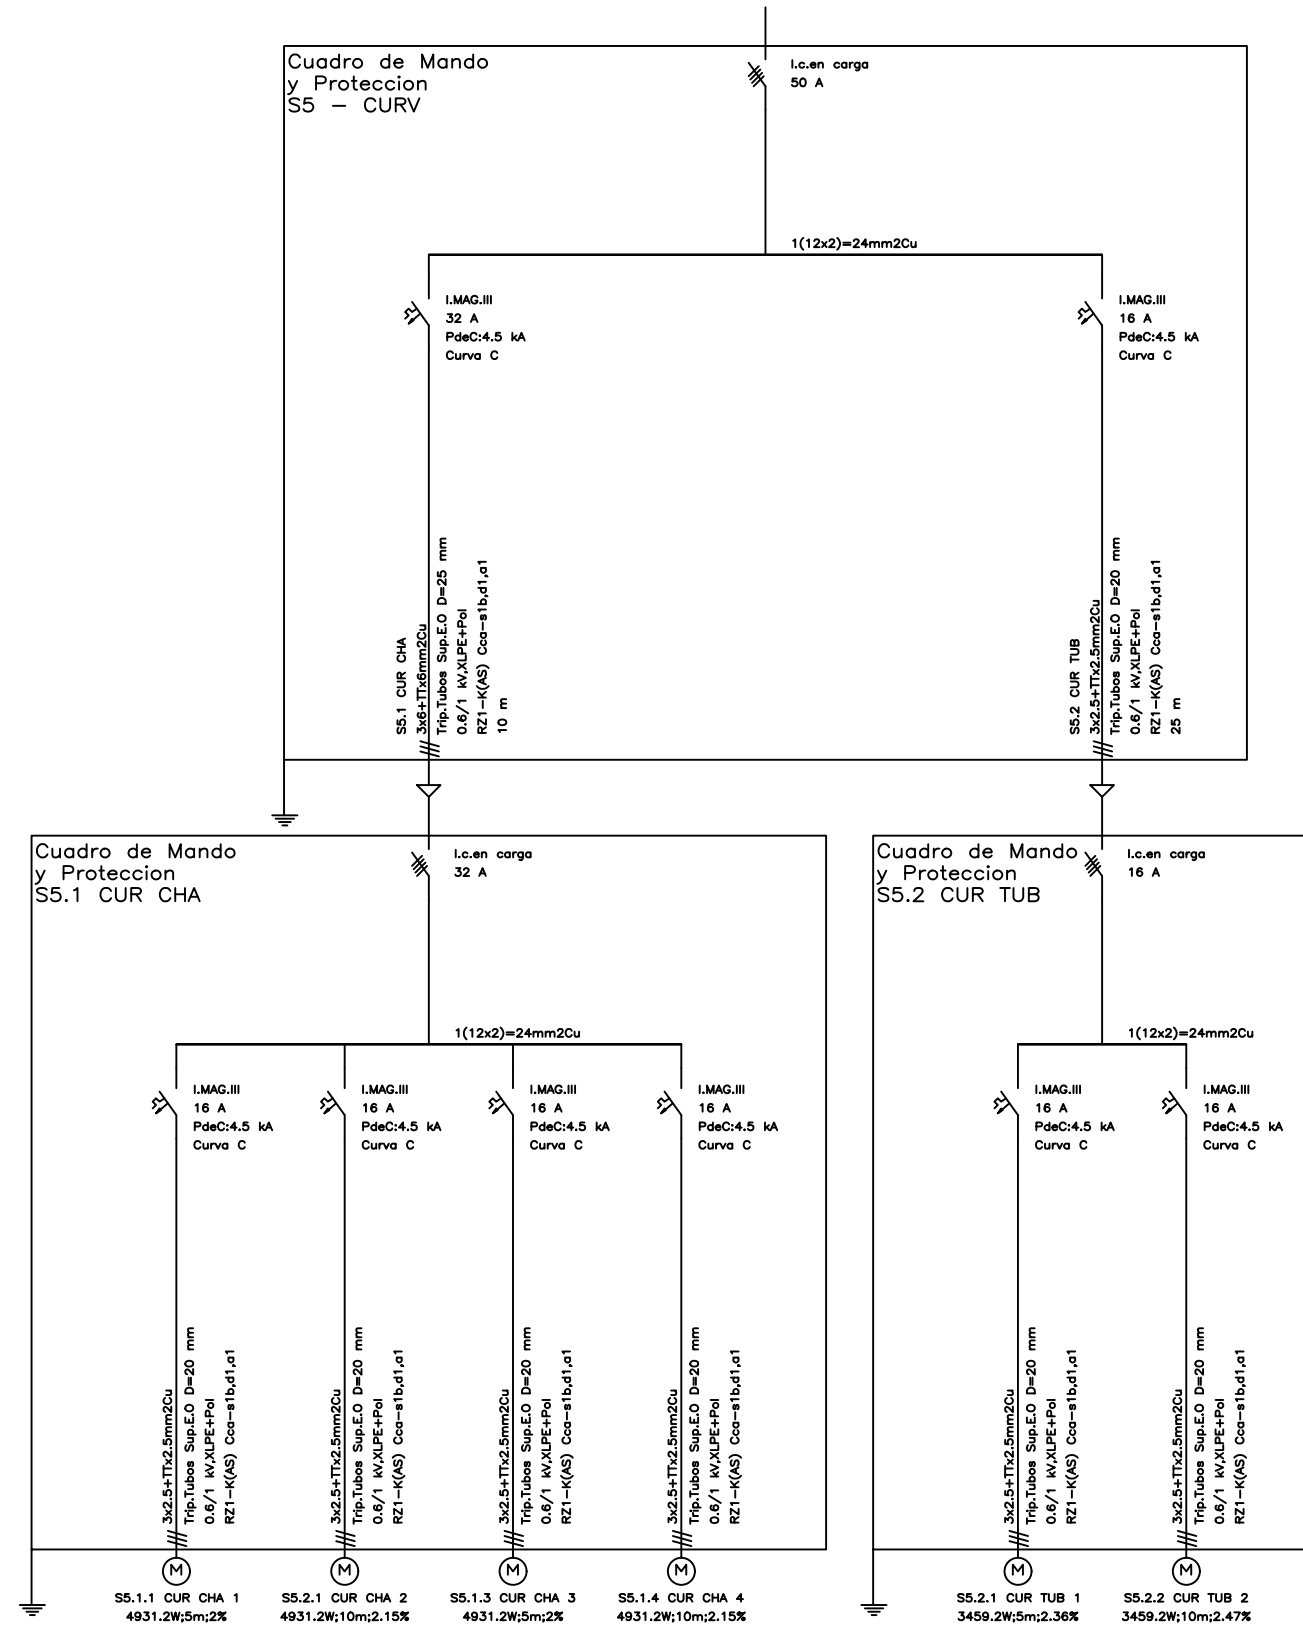 Cuadro de Mando
y Proteccion
S5 - CURV
I.c.en carga
50 A
1(12x2)=24mm2Cu
I.MAG.III
32 A
PdeC:4.5 kA
Curva C
I.MAG.III
16 A
PdeC:4.5 kA
Curva C
S5.1 CUR CHA
3x6+TTx6mm2Cu
Trip.Tubos Sup.E.O D=25 mm
0.6/1 kV,XLPE+Pol
RZ1-K(AS) Cca-s1b,d1,a1
10 m
S5.2 CUR TUB
3x2.5+TTx2.5mm2Cu
Trip.Tubos Sup.E.O D=20 mm
0.6/1 kV,XLPE+Pol
RZ1-K(AS) Cca-s1b,d1,a1
25 m
Cuadro de Mando
y Proteccion
S5.1 CUR CHA
I.c.en carga
32 A
1(12x2)=24mm2Cu
I.MAG.III
16 A
PdeC:4.5 kA
Curva C
I.MAG.III
16 A
PdeC:4.5 kA
Curva C
I.MAG.III
16 A
PdeC:4.5 kA
Curva C
I.MAG.III
16 A
PdeC:4.5 kA
Curva C
3x2.5+TTx2.5mm2Cu
Trip.Tubos Sup.E.O D=20 mm
0.6/1 kV,XLPE+Pol
RZ1-K(AS) Cca-s1b,d1,a1
3x2.5+TTx2.5mm2Cu
Trip.Tubos Sup.E.O D=20 mm
0.6/1 kV,XLPE+Pol
RZ1-K(AS) Cca-s1b,d1,a1
3x2.5+TTx2.5mm2Cu
Trip.Tubos Sup.E.O D=20 mm
0.6/1 kV,XLPE+Pol
RZ1-K(AS) Cca-s1b,d1,a1
3x2.5+TTx2.5mm2Cu
Trip.Tubos Sup.E.O D=20 mm
0.6/1 kV,XLPE+Pol
RZ1-K(AS) Cca-s1b,d1,a1
M
S5.1.1 CUR CHA 1
4931.2W;5m;2%
M
S5.2.1 CUR CHA 2
4931.2W;10m;2.15%
M
S5.1.3 CUR CHA 3
4931.2W;5m;2%
M
S5.1.4 CUR CHA 4
4931.2W;10m;2.15%
Cuadro de Mando
y Proteccion
S5.2 CUR TUB
I.c.en carga
16 A
1(12x2)=24mm2Cu
I.MAG.III
16 A
PdeC:4.5 kA
Curva C
I.MAG.III
16 A
PdeC:4.5 kA
Curva C
3x2.5+TTx2.5mm2Cu
Trip.Tubos Sup.E.O D=20 mm
0.6/1 kV,XLPE+Pol
RZ1-K(AS) Cca-s1b,d1,a1
3x2.5+TTx2.5mm2Cu
Trip.Tubos Sup.E.O D=20 mm
0.6/1 kV,XLPE+Pol
RZ1-K(AS) Cca-s1b,d1,a1
M
S5.2.1 CUR TUB 1
3459.2W;5m;2.36%
M
S5.2.2 CUR TUB 2
3459.2W;10m;2.47%